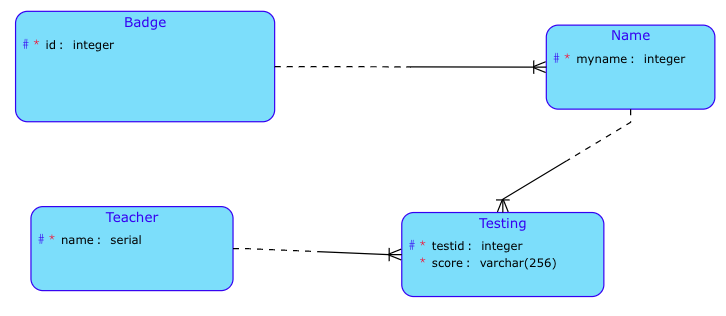 Badge
# * id : integer
Name
# * myname : integer
Teacher
# * name : serial
Testing
# * testid : integer
* score : varchar(256)